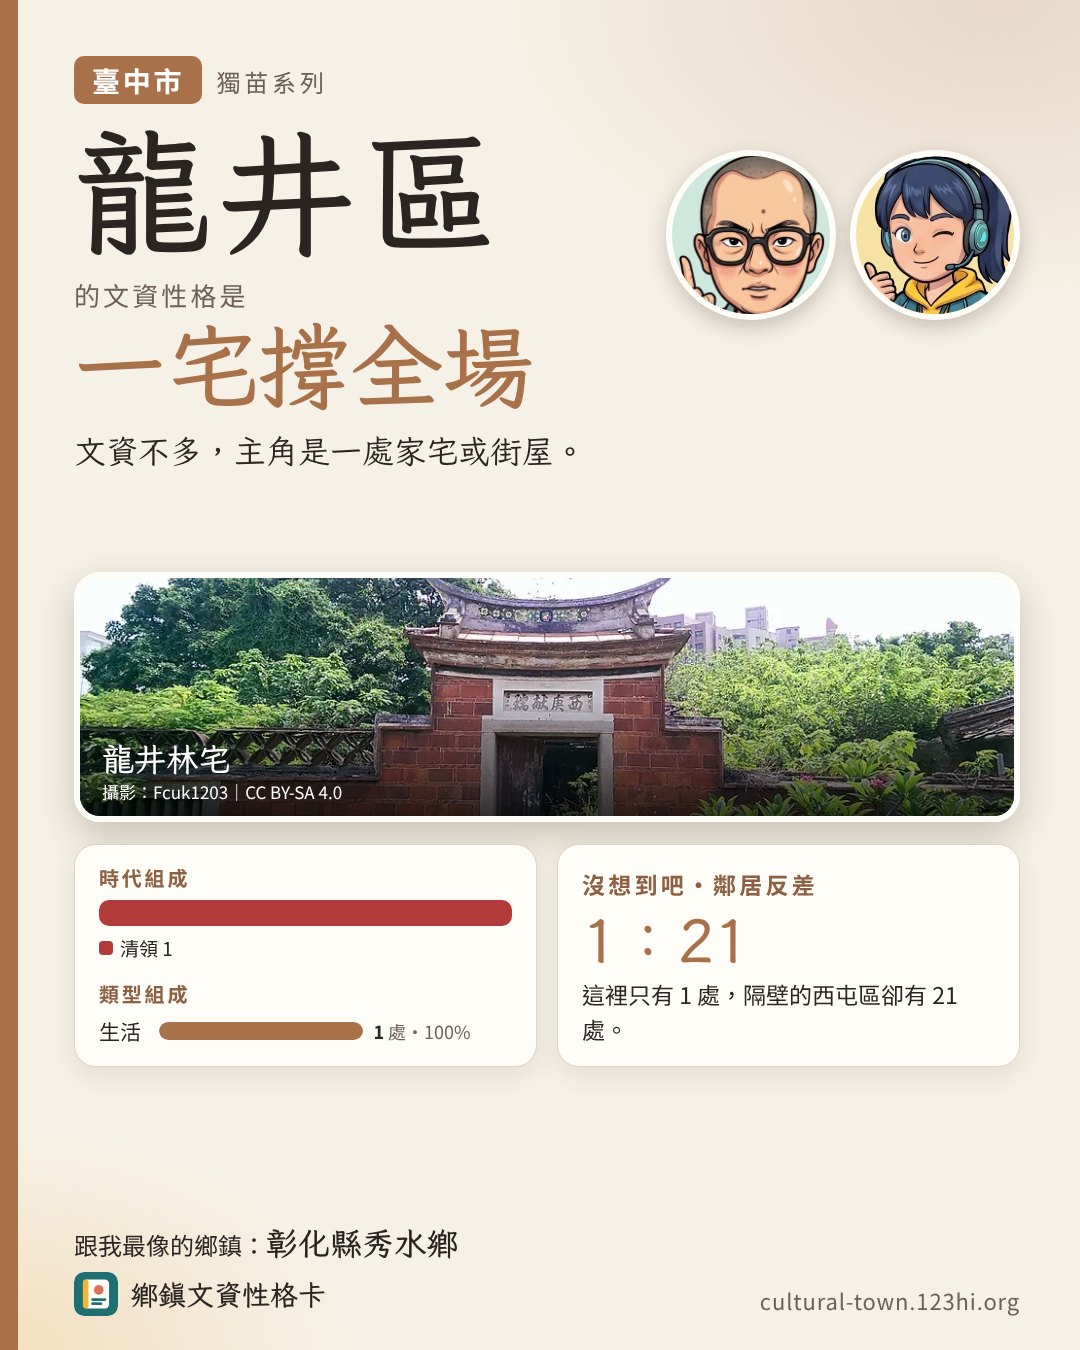 臺中市 獨苗系列
龍井區
的文資性格是
一宅撐全場
文資不多，主角是一處家宅或街屋。
西庚献瑞
龍井林宅
攝影：Fcuk1203｜CC BY-SA 4.0
時代組成
清領 1
類型組成
生活 1 處・100%
沒想到吧・鄰居反差
1：21
這裡只有 1 處，隔壁的西屯區卻有 21
處。
跟我最像的鄉鎮：彰化縣秀水鄉
鄉鎮文資性格卡
cultural-town.123hi.org